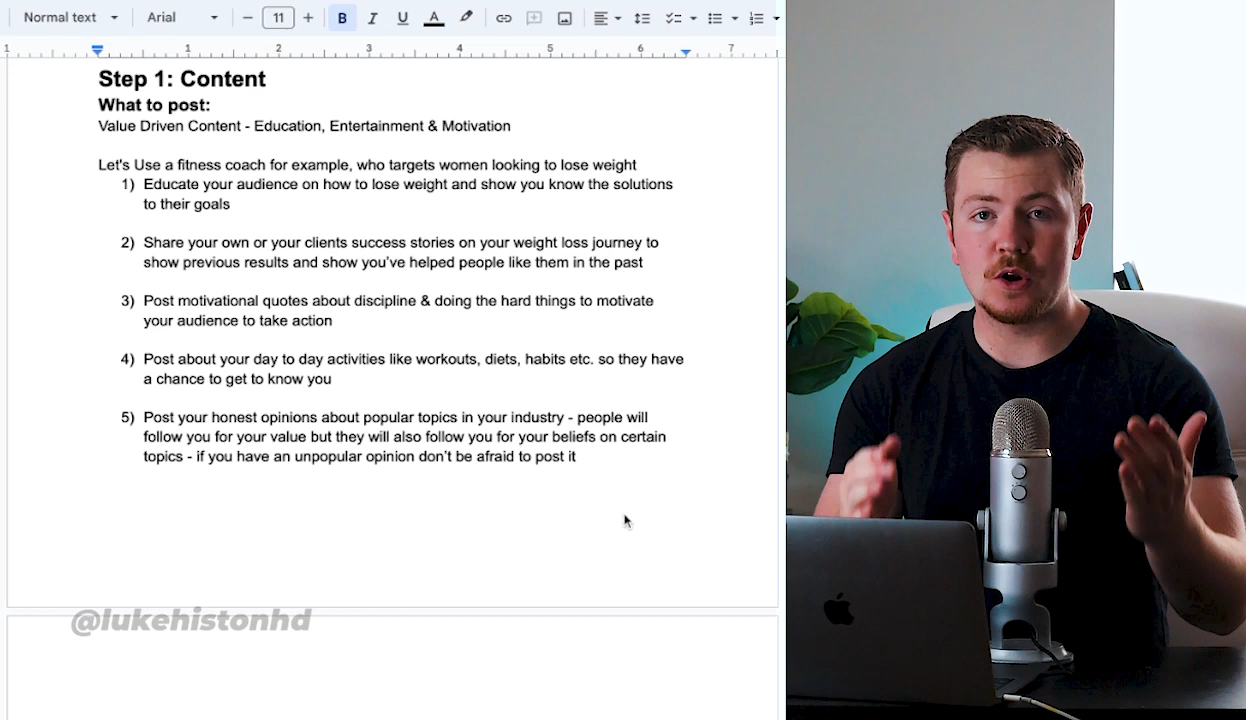 Normal text
Arial
11
B
I
U
A
1
1
2
3
4
5
6
7
Step 1: Content
What to post:
Value Driven Content - Education, Entertainment & Motivation
Let's Use a fitness coach for example, who targets women looking to lose weight
1) Educate your audience on how to lose weight and show you know the solutions
to their goals
2) Share your own or your clients success stories on your weight loss journey to
show previous results and show you've helped people like them in the past
3) Post motivational quotes about discipline & doing the hard things to motivate
your audience to take action
4) Post about your day to day activities like workouts, diets, habits etc. so they have
a chance to get to know you
5) Post your honest opinions about popular topics in your industry - people will
follow you for your value but they will also follow you for your beliefs on certain
topics - if you have an unpopular opinion don't be afraid to post it
@lukehistonhd